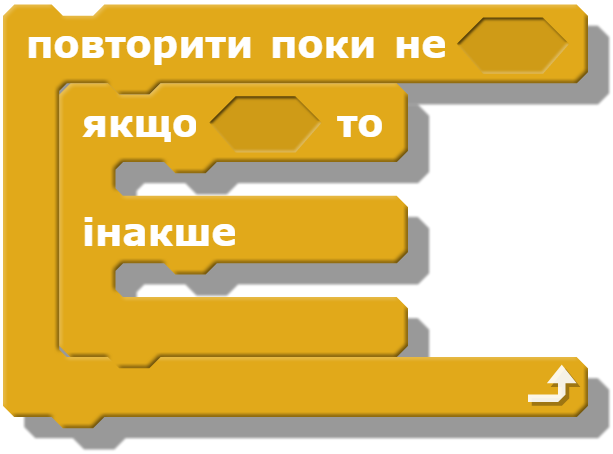 повторити поки не
якщо то
інакше